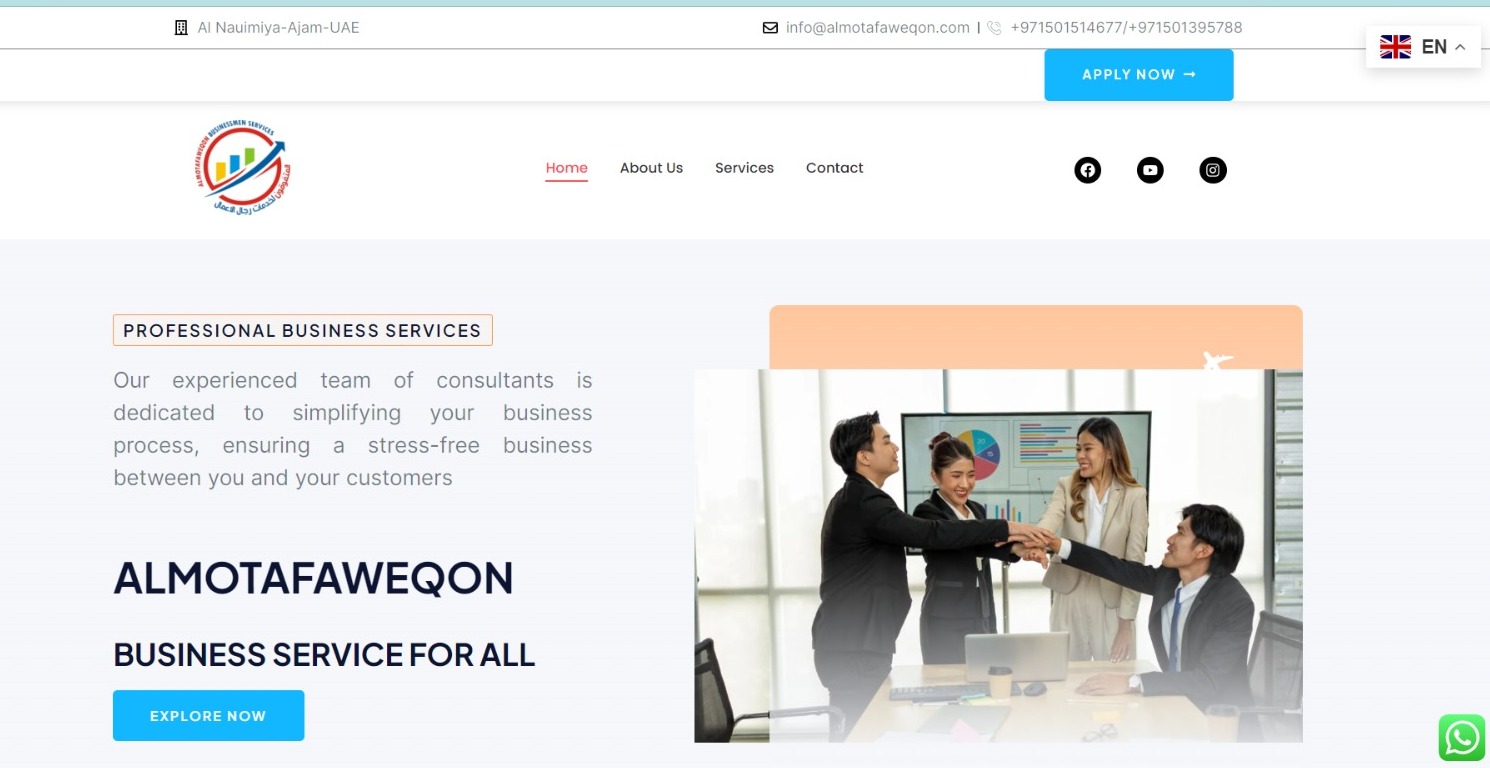 Al Nauimiya-Ajam-UAE
info@almotafaweqon.com | +971501514677/+971501395788
EN
APPLY NOW →
ALMOTAFAWEQON BUSINESSMEN SERVICES
المتفوقون لخدمات رجال الاعمال
Home About Us Services Contact
PROFESSIONAL BUSINESS SERVICES
Our experienced team of consultants is
dedicated to simplifying your business
process, ensuring a stress-free business
between you and your customers
ALMOTAFAWEQON
BUSINESS SERVICE FOR ALL
EXPLORE NOW